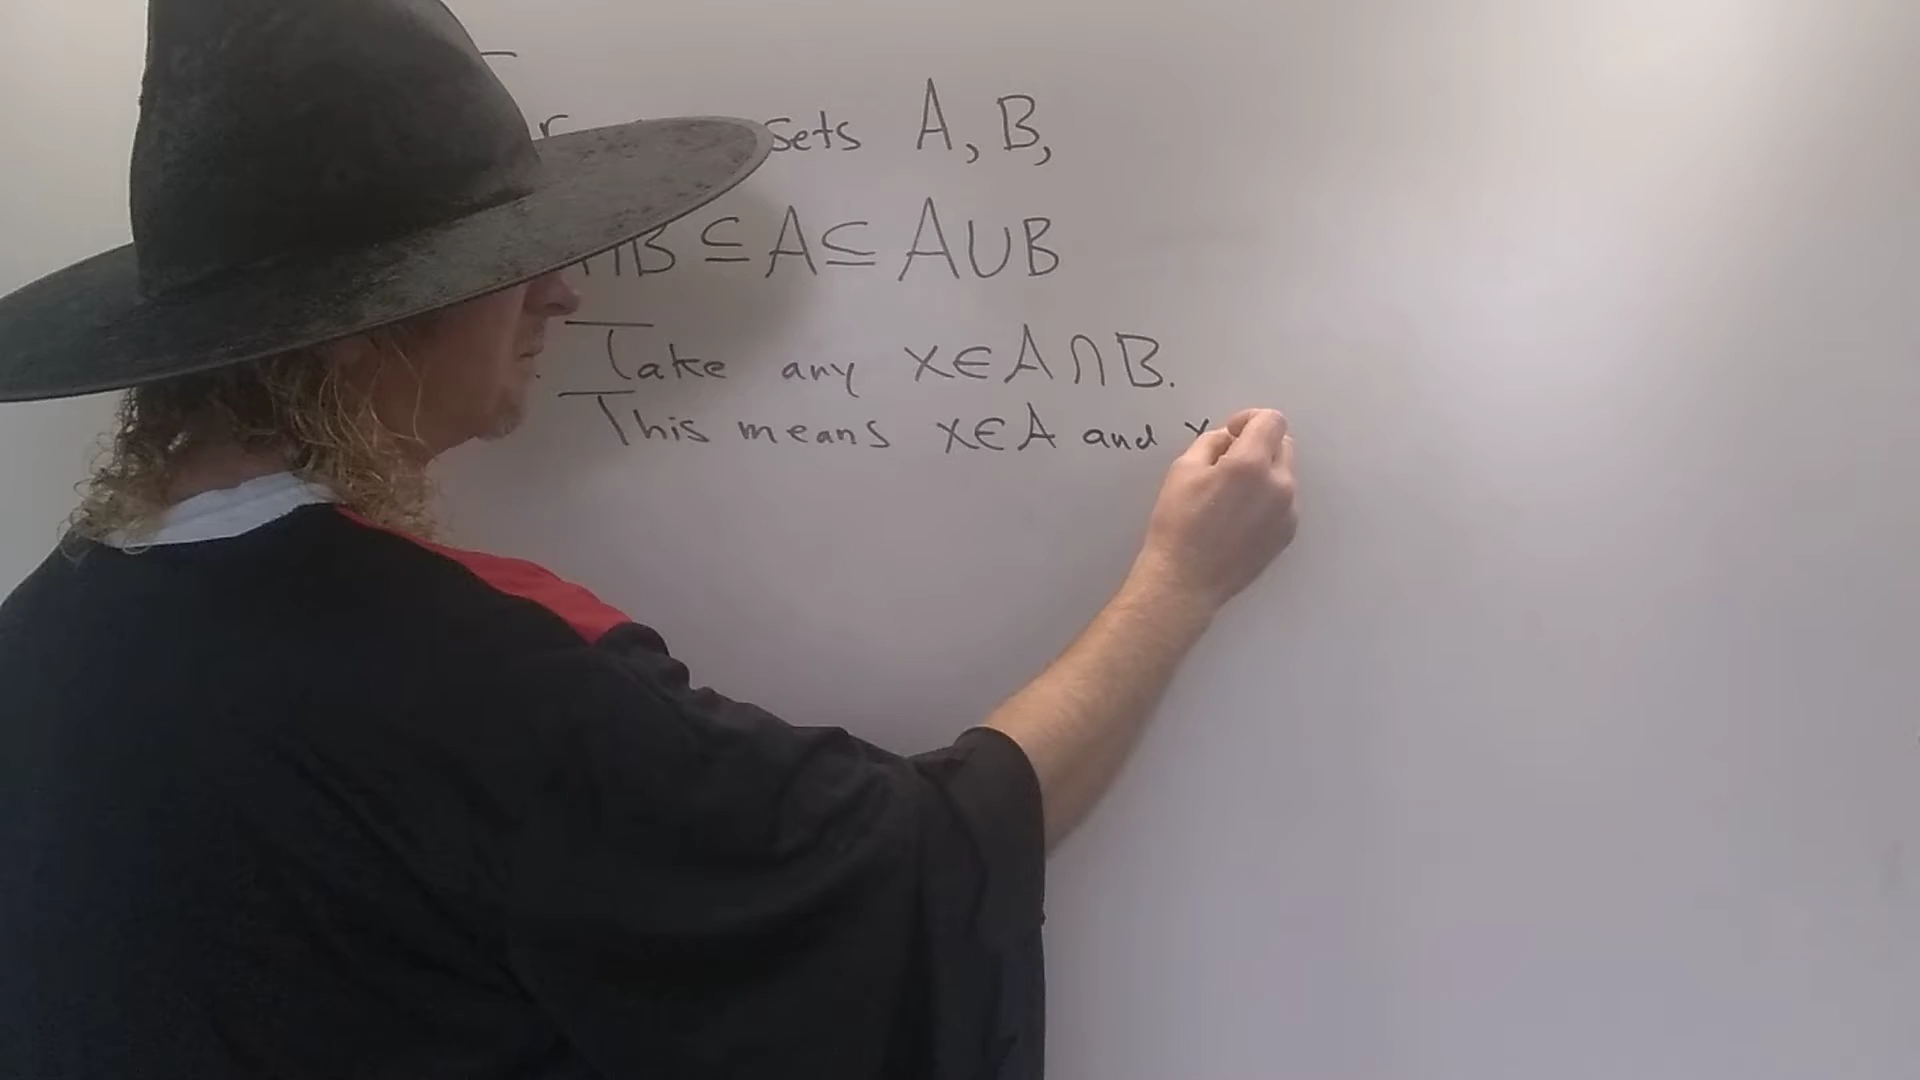 sets A, B,
∩B ⊆ A ⊆ A∪B
Take any x∈A∩B.
This means x∈A and x